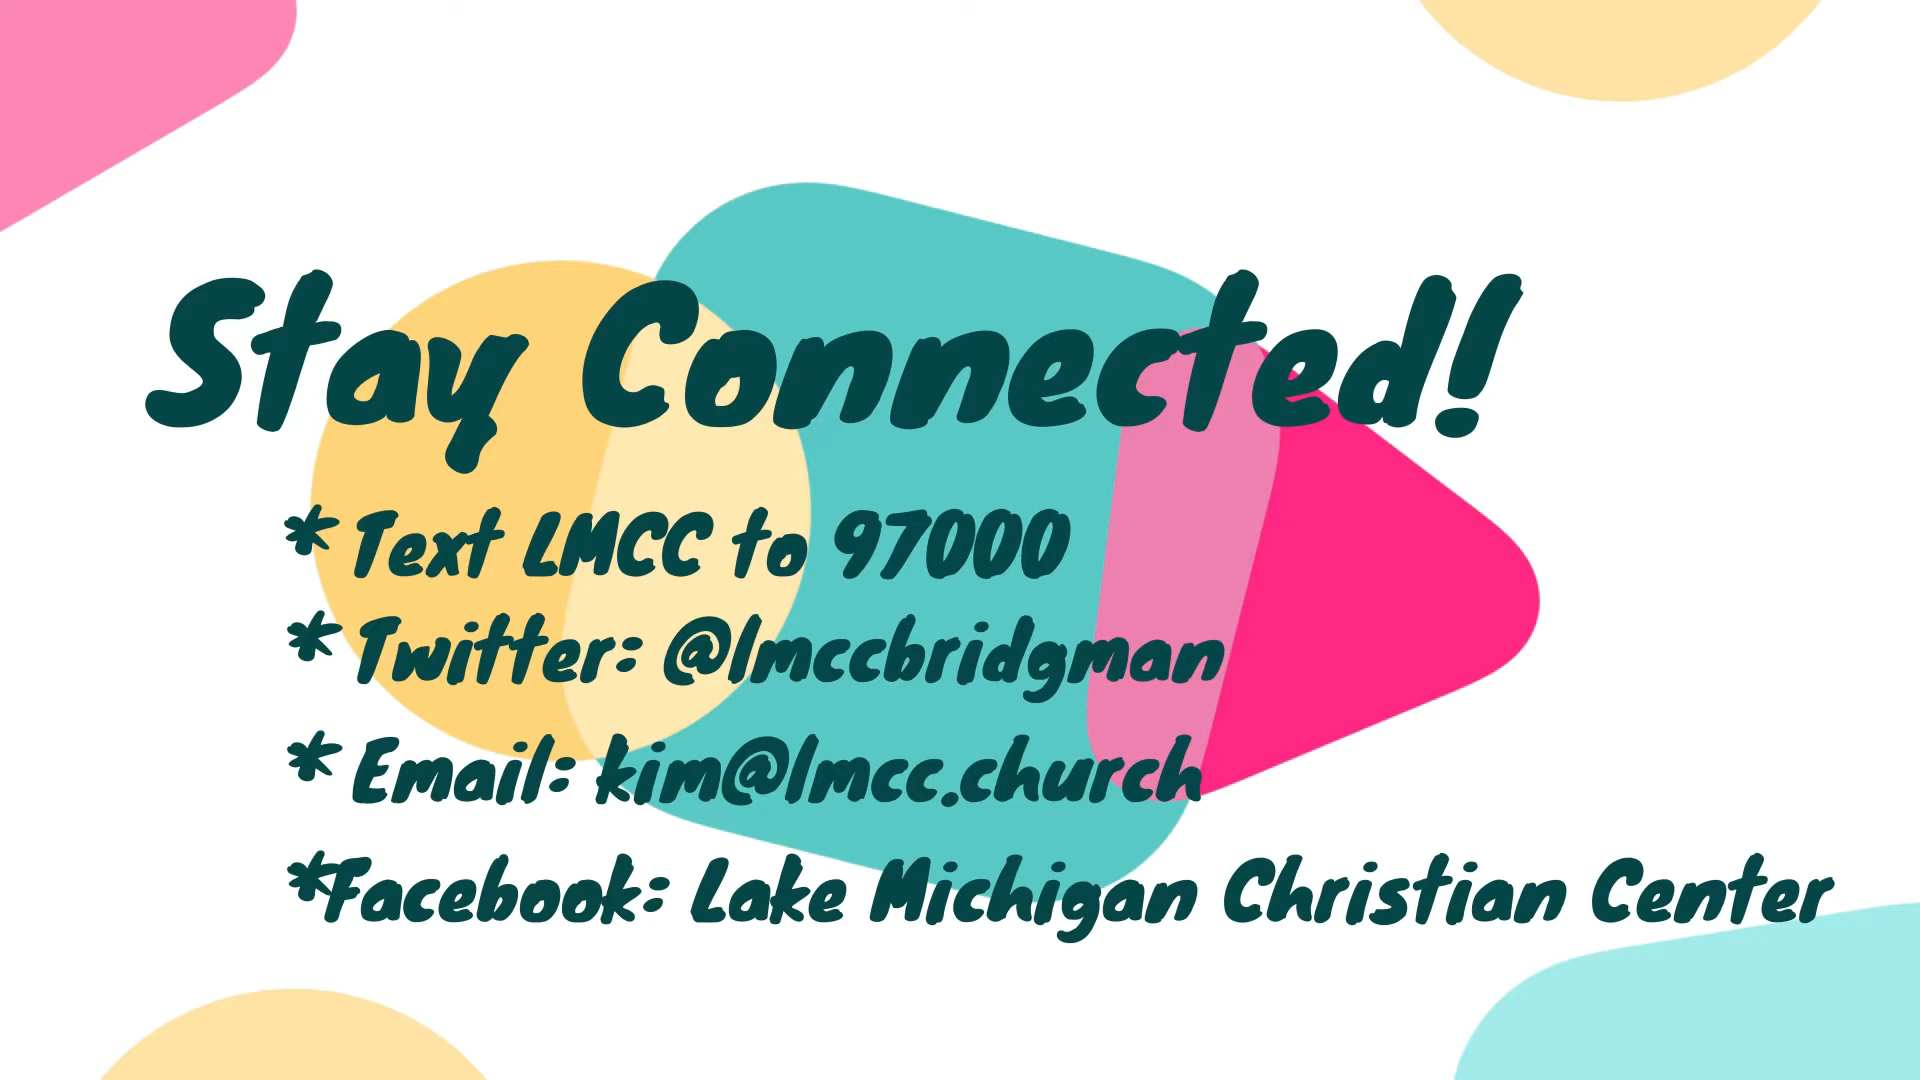 Stay Connected!
* Text LMCC to 97000
* Twitter: @lmccbridgman
* Email: kim@lmcc.church
*Facebook: Lake Michigan Christian Center